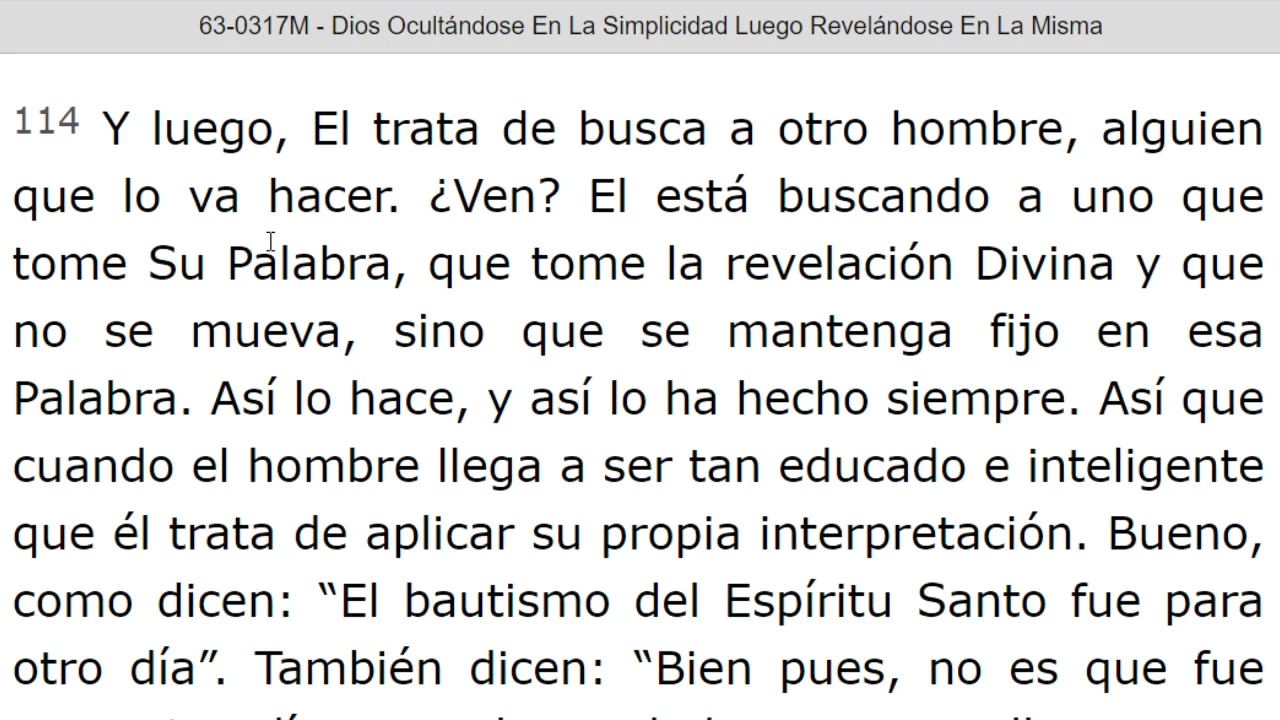 63-0317M - Dios Ocultándose En La Simplicidad Luego Revelándose En La Misma
114 Y luego, El trata de busca a otro hombre, alguien
que lo va hacer. ¿Ven? El está buscando a uno que
tome Su Palabra, que tome la revelación Divina y que
no se mueva, sino que se mantenga fijo en esa
Palabra. Así lo hace, y así lo ha hecho siempre. Así que
cuando el hombre llega a ser tan educado e inteligente
que él trata de aplicar su propia interpretación. Bueno,
como dicen: “El bautismo del Espíritu Santo fue para
otro día”. También dicen: “Bien pues, no es que fue